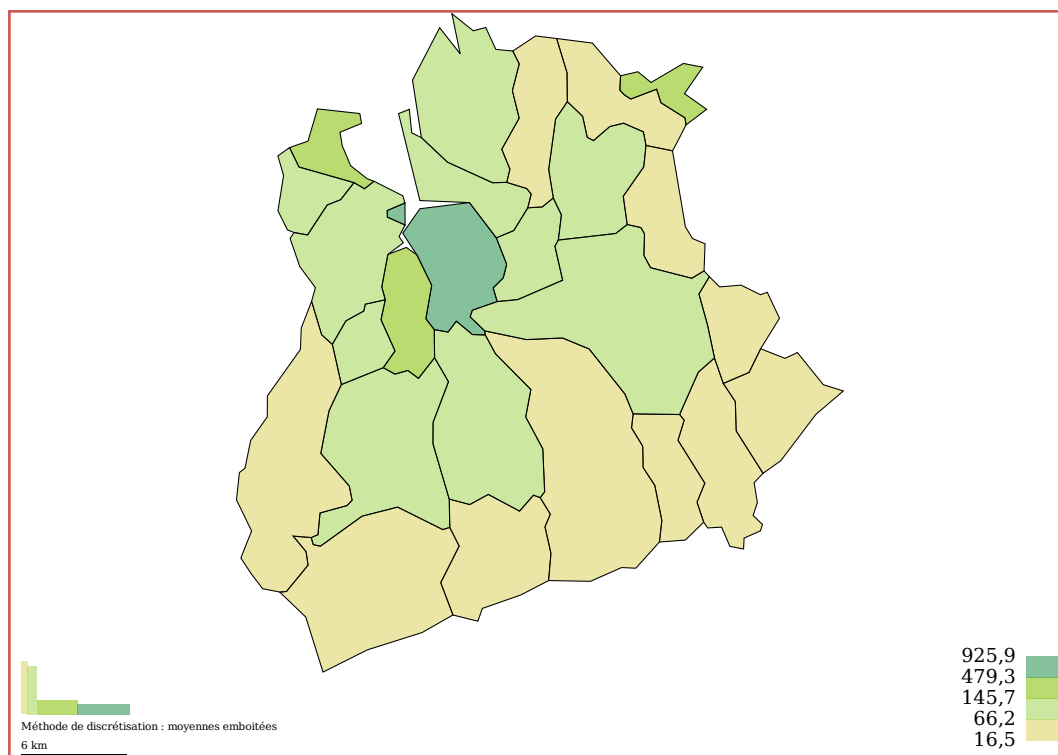 925,9
479,3
145,7
66,2
16,5
Méthode de discrétisation : moyennes emboitées
6 km